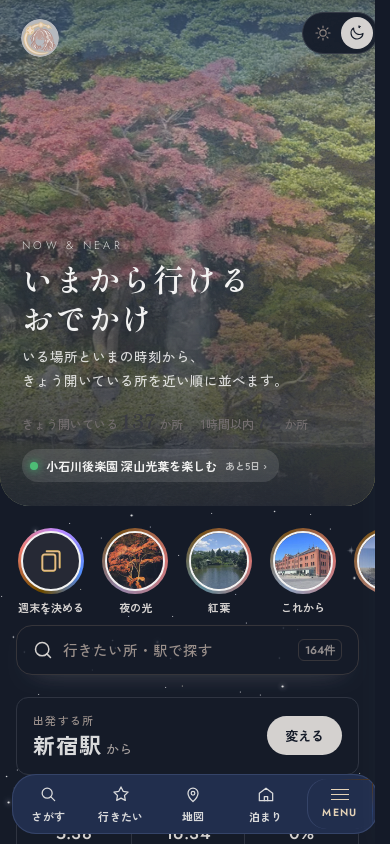 NOW & NEAR
いまから行ける
おでかけ
いる場所といまの時刻から、
きょう開いている所を近い順に並べます。
きょう開いている か所 1時間以内 か所
小石川後楽園 深山光葉を楽しむ あと5日 ›
週末を決める 夜の光 紅葉 これから
行きたい所・駅で探す 164件
出発する所
新宿駅 から 変える
さがす 行きたい 地図 泊まり MENU